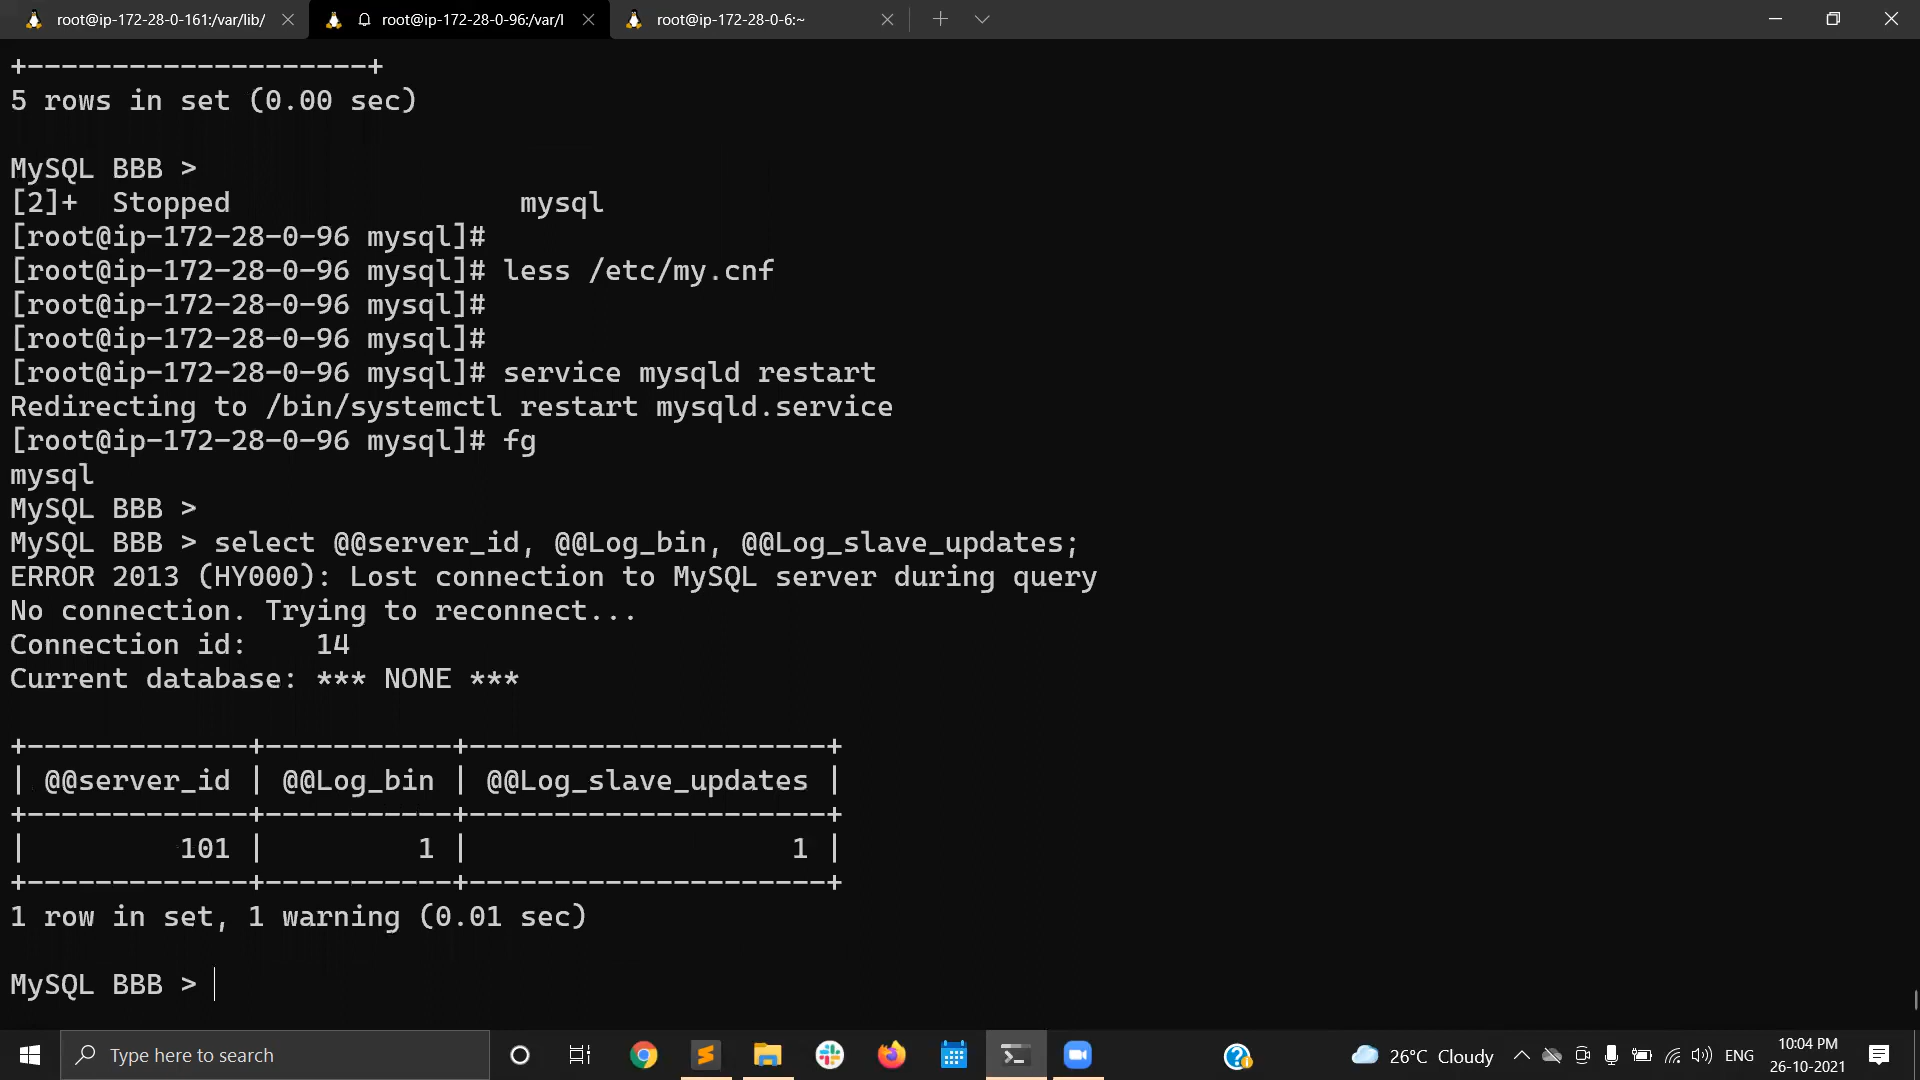 root@ip-172-28-0-161:/var/lib/
root@ip-172-28-0-96:/var/l
root@ip-172-28-0-6:~
+--------------------+
5 rows in set (0.00 sec)
MySQL BBB >
[2]+  Stopped                 mysql
[root@ip-172-28-0-96 mysql]#
[root@ip-172-28-0-96 mysql]# less /etc/my.cnf
[root@ip-172-28-0-96 mysql]#
[root@ip-172-28-0-96 mysql]#
[root@ip-172-28-0-96 mysql]# service mysqld restart
Redirecting to /bin/systemctl restart mysqld.service
[root@ip-172-28-0-96 mysql]# fg
mysql
MySQL BBB >
MySQL BBB > select @@server_id, @@Log_bin, @@Log_slave_updates;
ERROR 2013 (HY000): Lost connection to MySQL server during query
No connection. Trying to reconnect...
Connection id:    14
Current database: *** NONE ***
+-------------+-----------+---------------------+
| @@server_id | @@Log_bin | @@Log_slave_updates |
+-------------+-----------+---------------------+
|         101 |         1 |                   1 |
+-------------+-----------+---------------------+
1 row in set, 1 warning (0.01 sec)
MySQL BBB >
Type here to search
26°C Cloudy
ENG
10:04 PM
26-10-2021